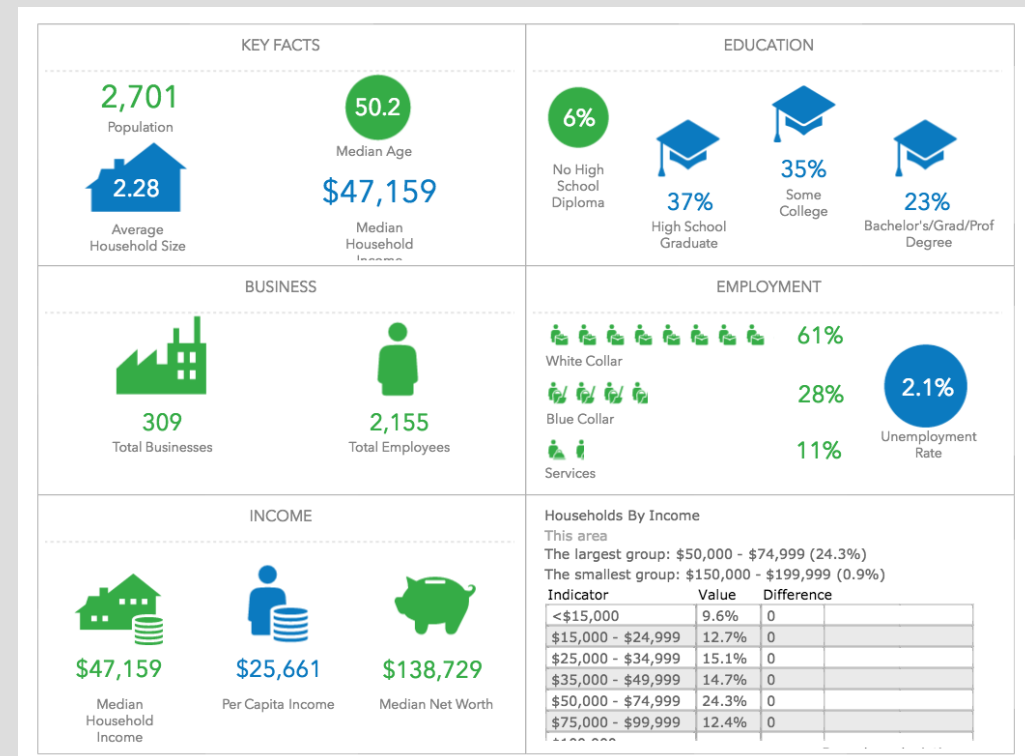 KEY FACTS
2,701
Population
50.2
Median Age
2.28
Average
Household Size
$47,159
Median
Household
Income
EDUCATION
6%
No High
School
Diploma
37%
High School
Graduate
35%
Some
College
23%
Bachelor's/Grad/Prof
Degree
BUSINESS
309
Total Businesses
2,155
Total Employees
EMPLOYMENT
61%
White Collar
28%
Blue Collar
11%
Services
2.1%
Unemployment
Rate
INCOME
$47,159
Median
Household
Income
$25,661
Per Capita Income
$138,729
Median Net Worth
Households By Income
This area
The largest group: $50,000 - $74,999 (24.3%)
The smallest group: $150,000 - $199,999 (0.9%)
Indicator Value Difference
<$15,000 9.6% 0
$15,000 - $24,999 12.7% 0
$25,000 - $34,999 15.1% 0
$35,000 - $49,999 14.7% 0
$50,000 - $74,999 24.3% 0
$75,000 - $99,999 12.4% 0